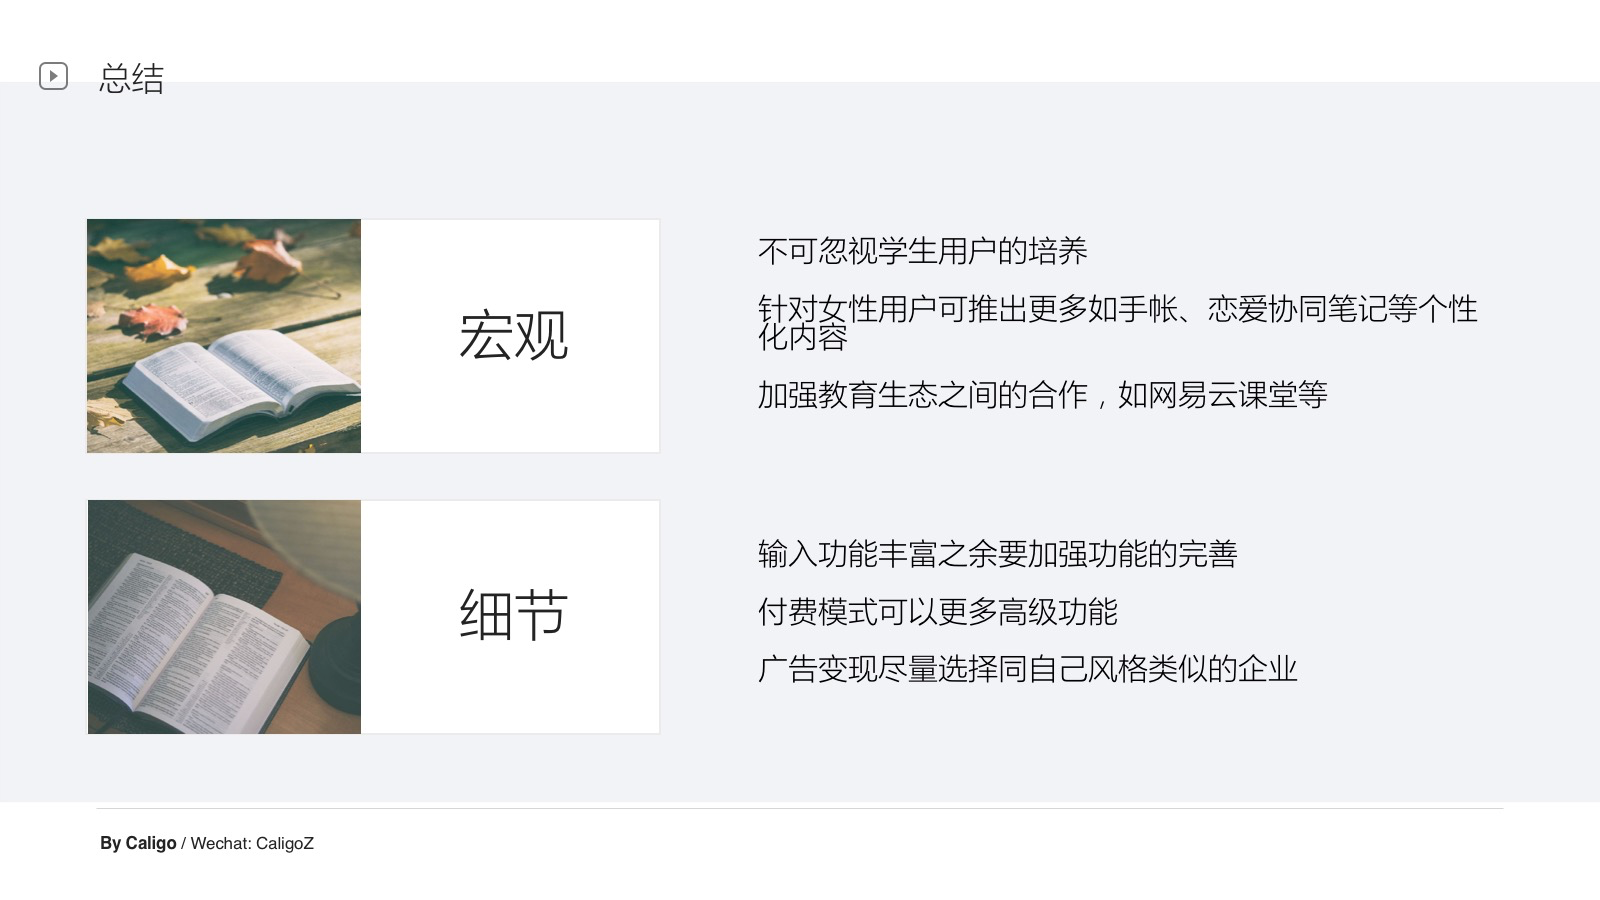 总结
宏观
不可忽视学生用户的培养
针对女性用户可推出更多如手帐、恋爱协同笔记等个性
化内容
加强教育生态之间的合作，如网易云课堂等
细节
输入功能丰富之余要加强功能的完善
付费模式可以更多高级功能
广告变现尽量选择同自己风格类似的企业
By Caligo / Wechat: CaligoZ